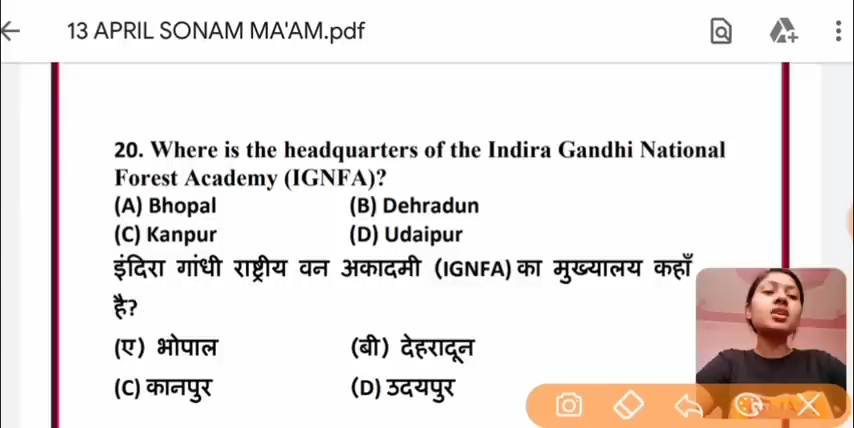 13 APRIL SONAM MA'AM.pdf
20. Where is the headquarters of the Indira Gandhi National
Forest Academy (IGNFA)?
(A) Bhopal (B) Dehradun
(C) Kanpur (D) Udaipur
इंदिरा गांधी राष्ट्रीय वन अकादमी (IGNFA) का मुख्यालय कहाँ
है?
(ए) भोपाल (बी) देहरादून
(C) कानपुर (D) उदयपुर